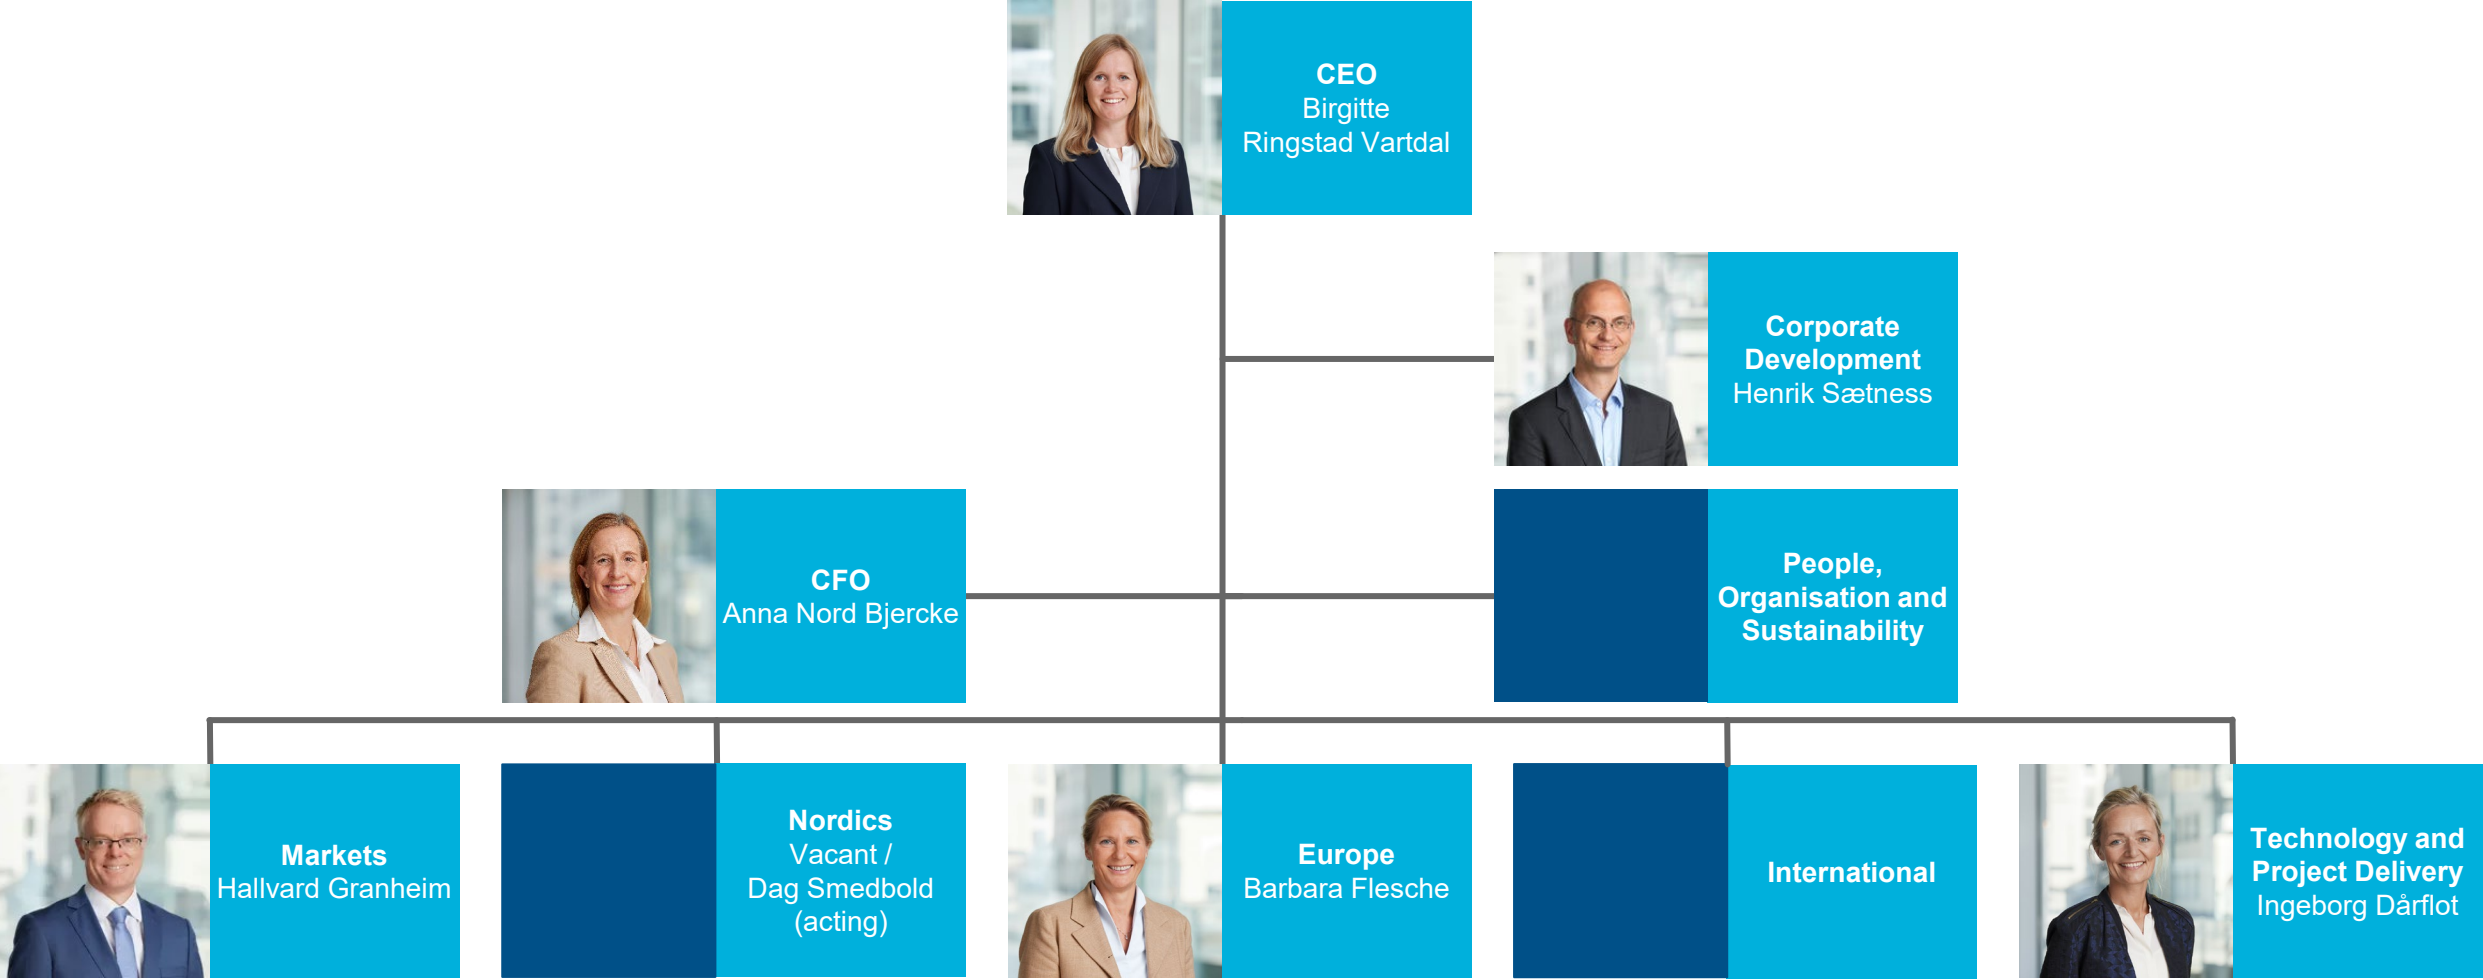 CEO
Birgitte
Ringstad Vartdal
Corporate
Development
Henrik Sætness
CFO
Anna Nord Bjercke
People,
Organisation and
Sustainability
Markets
Hallvard Granheim
Nordics
Vacant /
Dag Smedbold
(acting)
Europe
Barbara Flesche
International
Technology and
Project Delivery
Ingeborg Dårflot